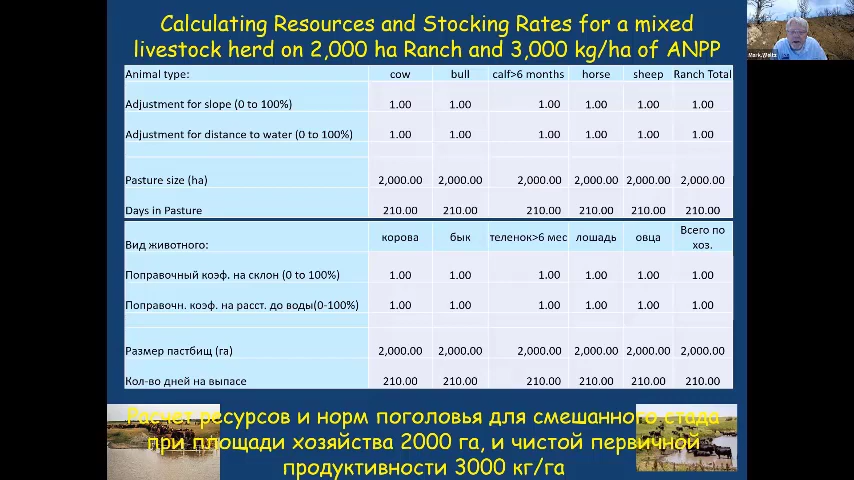 Calculating Resources and Stocking Rates for a mixed
livestock herd on 2,000 ha Ranch and 3,000 kg/ha of ANPP
Mark.Weltz
Animal type: cow bull calf>6 months horse sheep Ranch Total
Adjustment for slope (0 to 100%) 1.00 1.00 1.00 1.00 1.00 1.00
Adjustment for distance to water (0 to 100%) 1.00 1.00 1.00 1.00 1.00 1.00
Pasture size (ha) 2,000.00 2,000.00 2,000.00 2,000.00 2,000.00 2,000.00
Days in Pasture 210.00 210.00 210.00 210.00 210.00 210.00
Вид животного: корова бык теленок>6 мес лошадь овца Всего по
хоз.
Поправочный коэф. на склон (0 to 100%) 1.00 1.00 1.00 1.00 1.00 1.00
Поправочн. коэф. на расст. до воды(0-100%) 1.00 1.00 1.00 1.00 1.00 1.00
Размер пастбищ (га) 2,000.00 2,000.00 2,000.00 2,000.00 2,000.00 2,000.00
Кол-во дней на выпасе 210.00 210.00 210.00 210.00 210.00 210.00
Расчет ресурсов и норм поголовья для смешанного стада
при площади хозяйства 2000 га, и чистой первичной
продуктивности 3000 кг/га